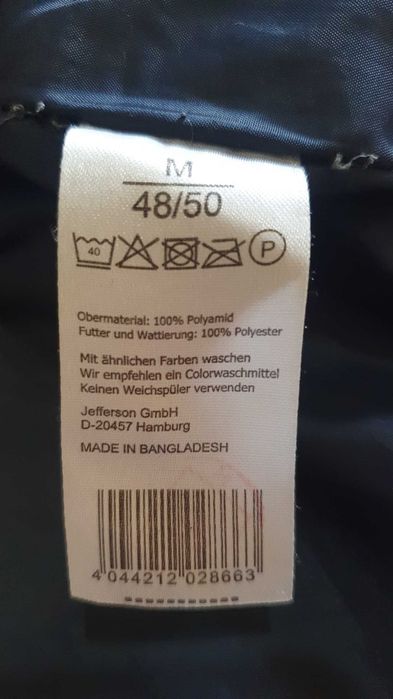 M
48/50
40 P
Obermaterial: 100% Polyamid
Futter und Wattierung: 100% Polyester
Mit ähnlichen Farben waschen
Wir empfehlen ein Colorwaschmittel
Keinen Weichspüler verwenden
Jefferson GmbH
D-20457 Hamburg
MADE IN BANGLADESH
4 044212 028663